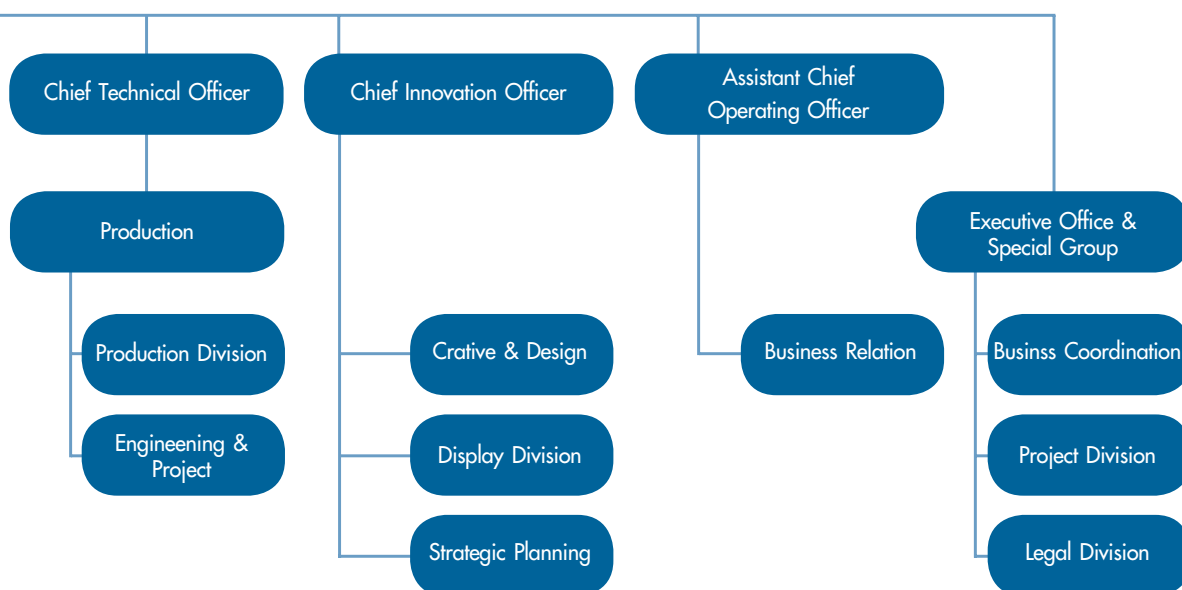 Chief Technical Officer
Chief Innovation Officer
Assistant Chief
Operating Officer
Production
Executive Office &
Special Group
Production Division
Crative & Design
Business Relation
Businss Coordination
Engineening &
Project
Display Division
Project Division
Strategic Planning
Legal Division